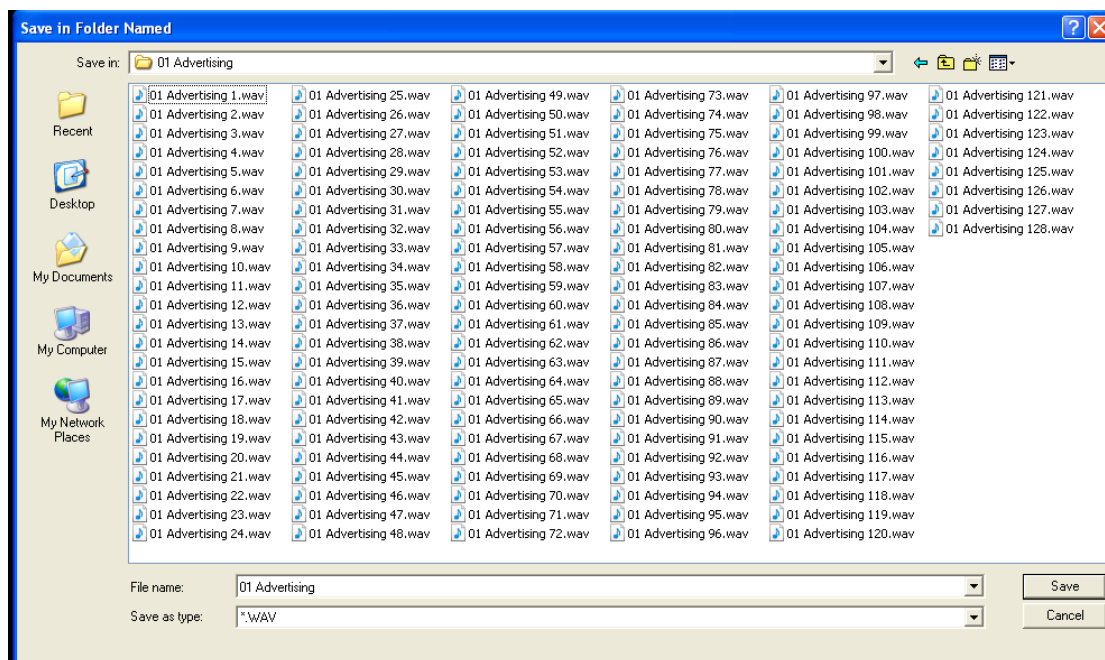 Save in Folder Named
Save in:
01 Advertising
Recent
Desktop
My Documents
My Computer
My Network
Places
01 Advertising 1.wav
01 Advertising 2.wav
01 Advertising 3.wav
01 Advertising 4.wav
01 Advertising 5.wav
01 Advertising 6.wav
01 Advertising 7.wav
01 Advertising 8.wav
01 Advertising 9.wav
01 Advertising 10.wav
01 Advertising 11.wav
01 Advertising 12.wav
01 Advertising 13.wav
01 Advertising 14.wav
01 Advertising 15.wav
01 Advertising 16.wav
01 Advertising 17.wav
01 Advertising 18.wav
01 Advertising 19.wav
01 Advertising 20.wav
01 Advertising 21.wav
01 Advertising 22.wav
01 Advertising 23.wav
01 Advertising 24.wav
01 Advertising 25.wav
01 Advertising 26.wav
01 Advertising 27.wav
01 Advertising 28.wav
01 Advertising 29.wav
01 Advertising 30.wav
01 Advertising 31.wav
01 Advertising 32.wav
01 Advertising 33.wav
01 Advertising 34.wav
01 Advertising 35.wav
01 Advertising 36.wav
01 Advertising 37.wav
01 Advertising 38.wav
01 Advertising 39.wav
01 Advertising 40.wav
01 Advertising 41.wav
01 Advertising 42.wav
01 Advertising 43.wav
01 Advertising 44.wav
01 Advertising 45.wav
01 Advertising 46.wav
01 Advertising 47.wav
01 Advertising 48.wav
01 Advertising 49.wav
01 Advertising 50.wav
01 Advertising 51.wav
01 Advertising 52.wav
01 Advertising 53.wav
01 Advertising 54.wav
01 Advertising 55.wav
01 Advertising 56.wav
01 Advertising 57.wav
01 Advertising 58.wav
01 Advertising 59.wav
01 Advertising 60.wav
01 Advertising 61.wav
01 Advertising 62.wav
01 Advertising 63.wav
01 Advertising 64.wav
01 Advertising 65.wav
01 Advertising 66.wav
01 Advertising 67.wav
01 Advertising 68.wav
01 Advertising 69.wav
01 Advertising 70.wav
01 Advertising 71.wav
01 Advertising 72.wav
01 Advertising 73.wav
01 Advertising 74.wav
01 Advertising 75.wav
01 Advertising 76.wav
01 Advertising 77.wav
01 Advertising 78.wav
01 Advertising 79.wav
01 Advertising 80.wav
01 Advertising 81.wav
01 Advertising 82.wav
01 Advertising 83.wav
01 Advertising 84.wav
01 Advertising 85.wav
01 Advertising 86.wav
01 Advertising 87.wav
01 Advertising 88.wav
01 Advertising 89.wav
01 Advertising 90.wav
01 Advertising 91.wav
01 Advertising 92.wav
01 Advertising 93.wav
01 Advertising 94.wav
01 Advertising 95.wav
01 Advertising 96.wav
01 Advertising 97.wav
01 Advertising 98.wav
01 Advertising 99.wav
01 Advertising 100.wav
01 Advertising 101.wav
01 Advertising 102.wav
01 Advertising 103.wav
01 Advertising 104.wav
01 Advertising 105.wav
01 Advertising 106.wav
01 Advertising 107.wav
01 Advertising 108.wav
01 Advertising 109.wav
01 Advertising 110.wav
01 Advertising 111.wav
01 Advertising 112.wav
01 Advertising 113.wav
01 Advertising 114.wav
01 Advertising 115.wav
01 Advertising 116.wav
01 Advertising 117.wav
01 Advertising 118.wav
01 Advertising 119.wav
01 Advertising 120.wav
01 Advertising 121.wav
01 Advertising 122.wav
01 Advertising 123.wav
01 Advertising 124.wav
01 Advertising 125.wav
01 Advertising 126.wav
01 Advertising 127.wav
01 Advertising 128.wav
File name:
01 Advertising
Save
Save as type:
*.WAV
Cancel